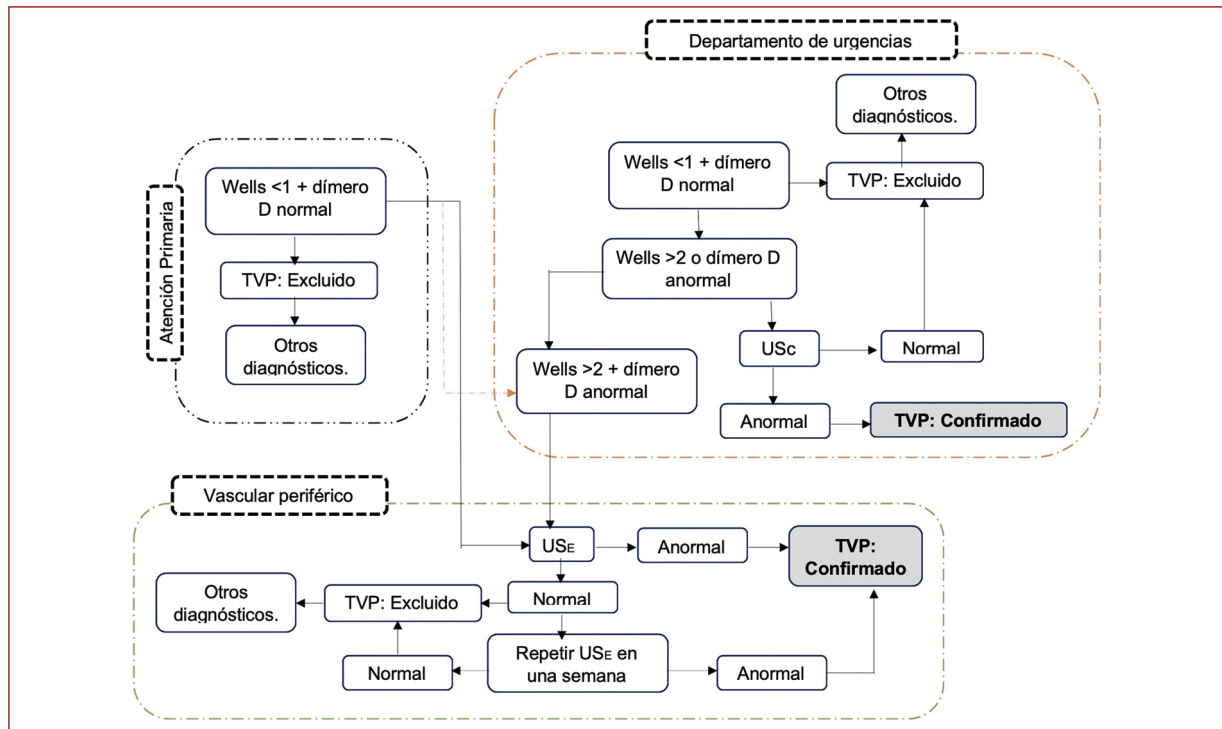 Departamento de urgencias
Otros
diagnósticos.
Wells <1 + dímero
D normal
TVP: Excluido
Wells >2 o dímero D
anormal
USc
Normal
Wells >2 + dímero
D anormal
Anormal
TVP: Confirmado
Atención Primaria
Wells <1 + dímero
D normal
TVP: Excluido
Otros
diagnósticos.
Vascular periférico
USE
Anormal
TVP:
Confirmado
Otros
diagnósticos.
TVP: Excluido
Normal
Normal
Repetir USE en
una semana
Anormal